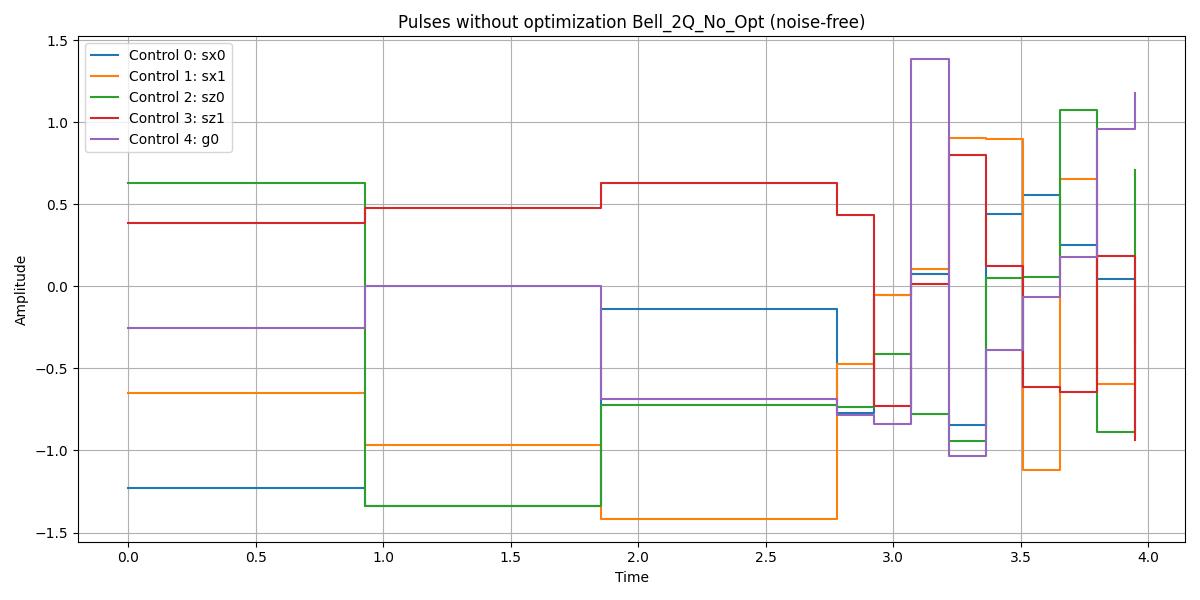 Pulses without optimization Bell_2Q_No_Opt (noise-free)
Control 0: sx0
Control 1: sx1
Control 2: sz0
Control 3: sz1
Control 4: g0
Amplitude
1.5
1.0
0.5
0.0
−0.5
−1.0
−1.5
0.0 0.5 1.0 1.5 2.0 2.5 3.0 3.5 4.0
Time